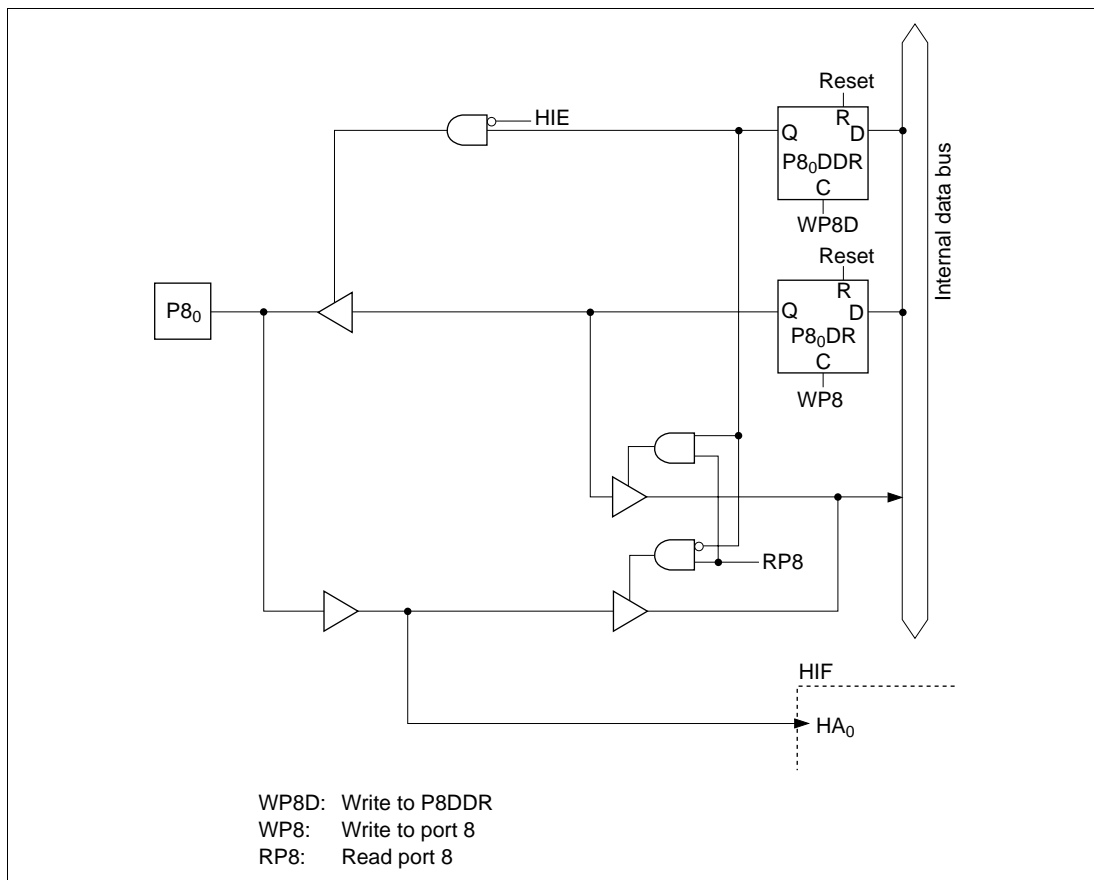 Reset
HIE
R
Q
D
P8₀DDR
C
WP8D
Internal data bus
Reset
R
P8₀
Q
D
P8₀DR
C
WP8
RP8
HIF
HA₀
WP8D: Write to P8DDR
WP8: Write to port 8
RP8: Read port 8